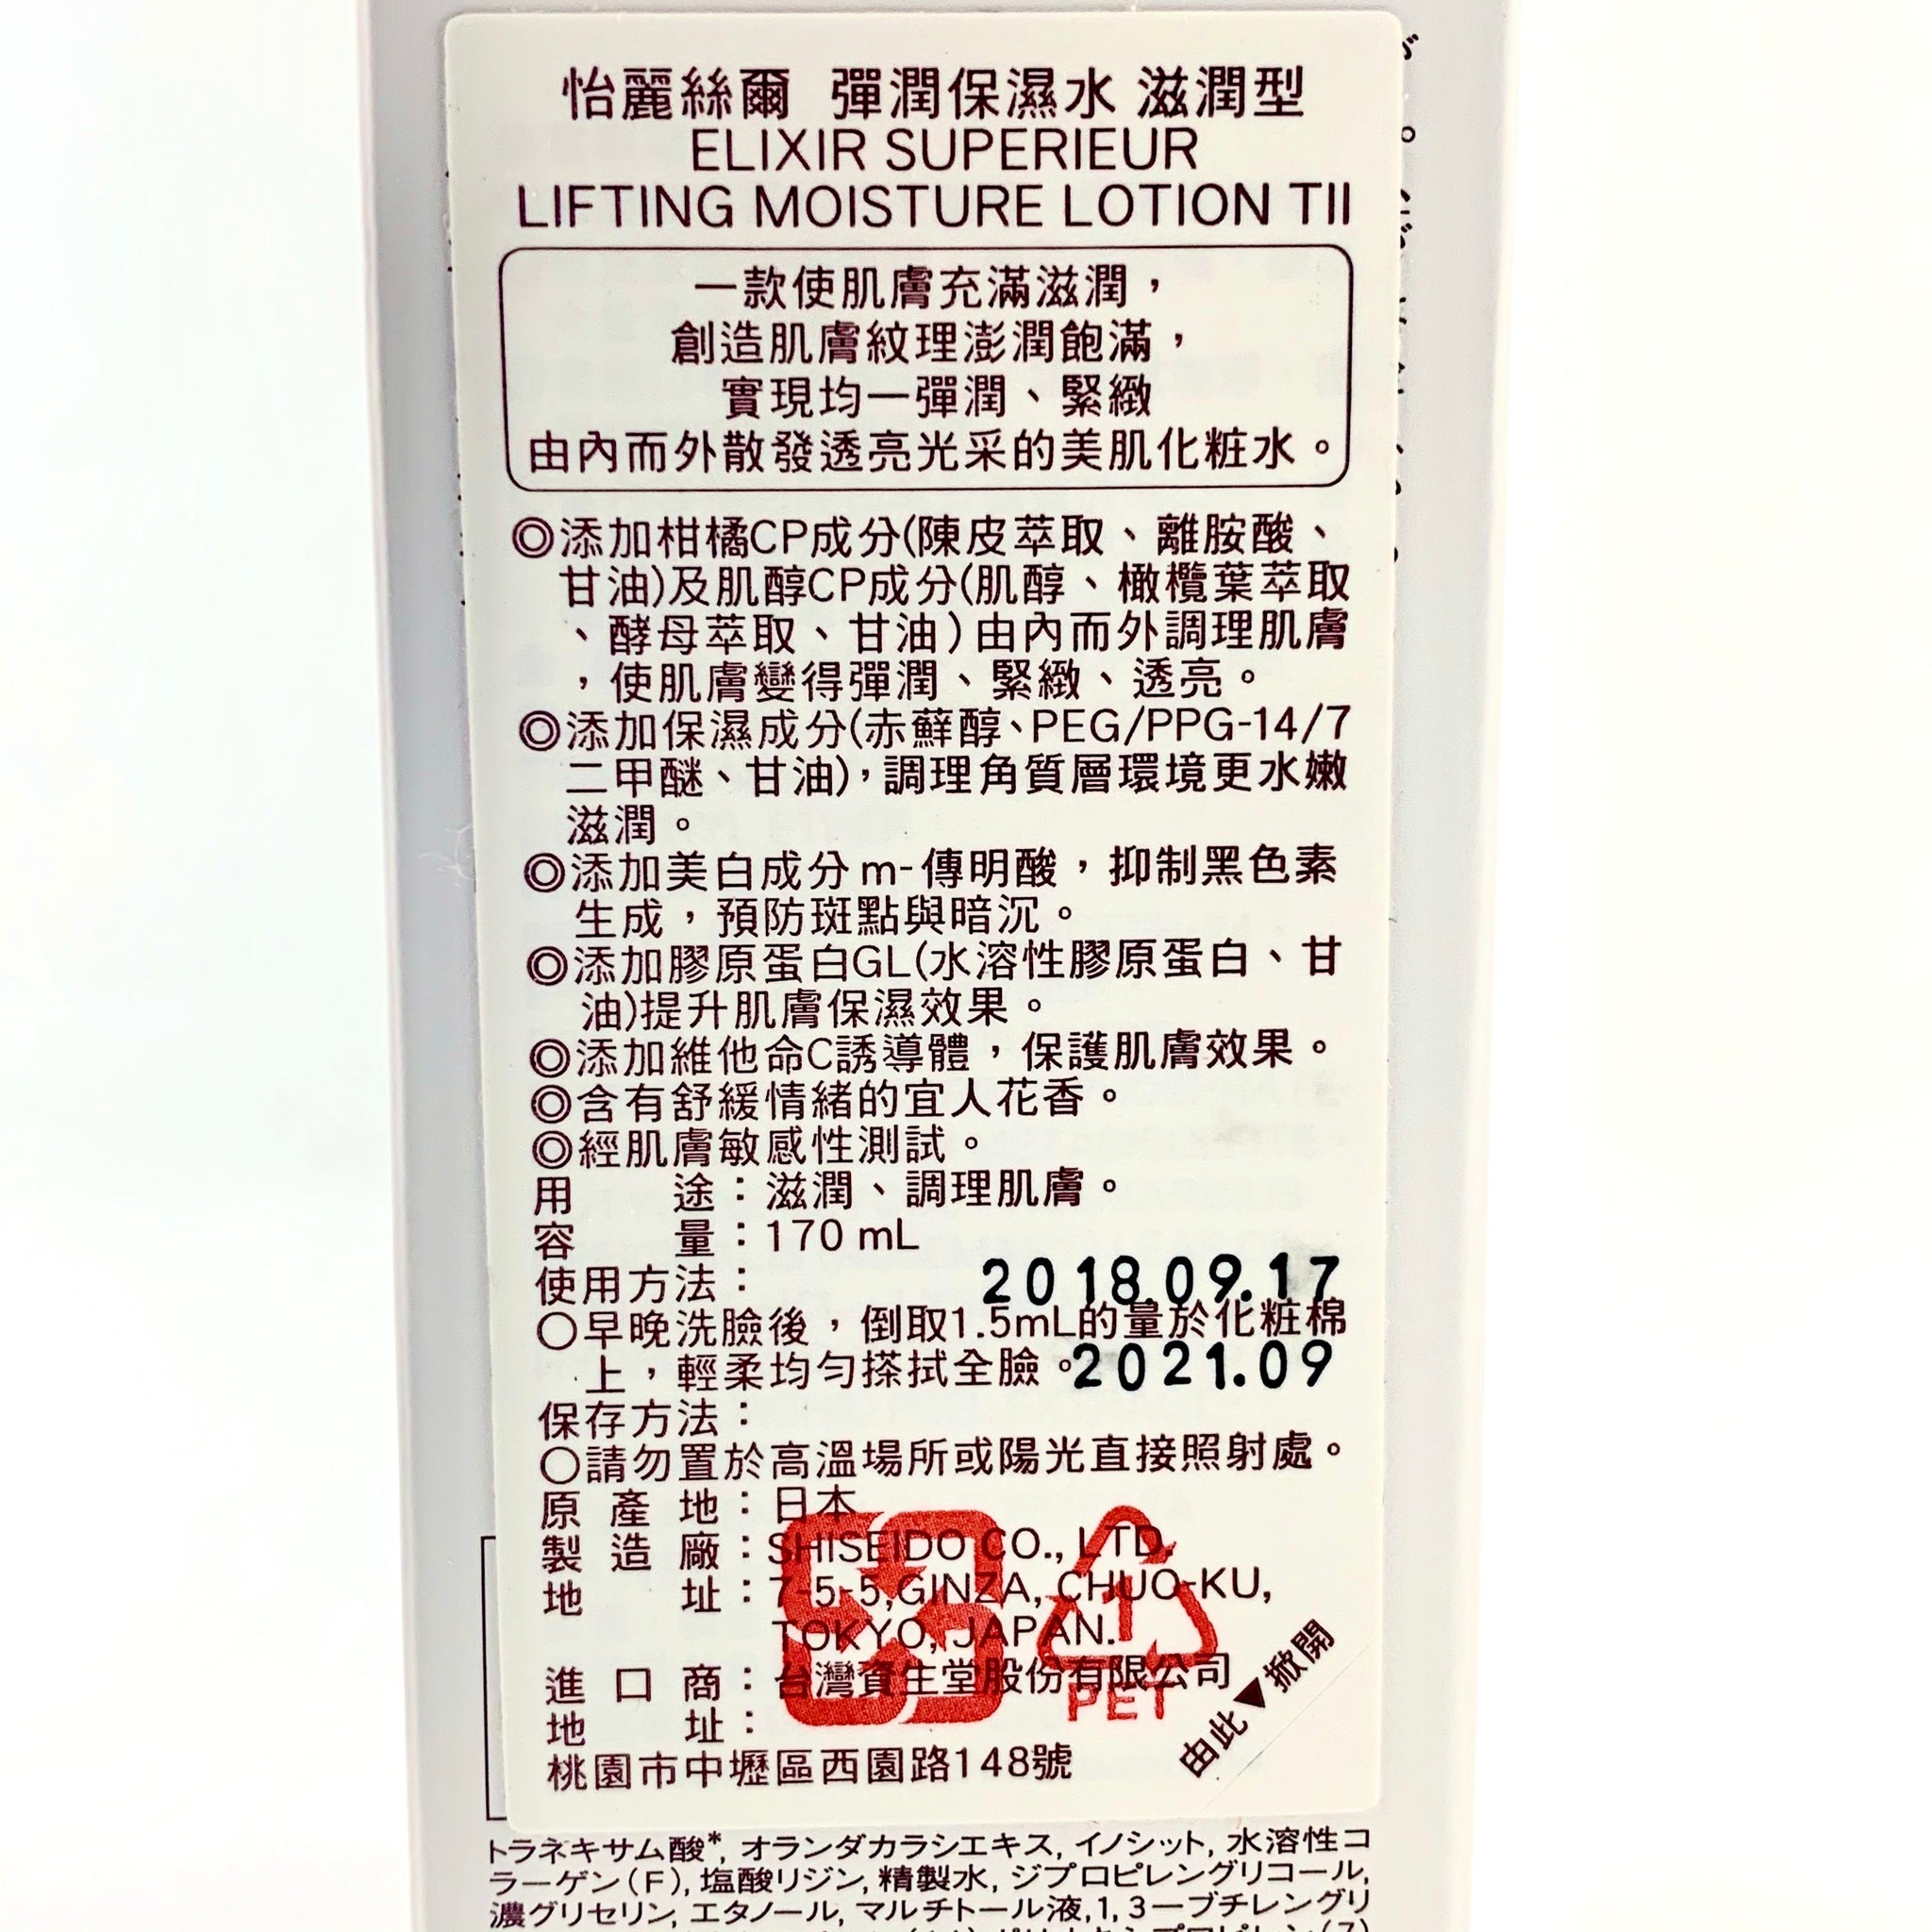 怡麗絲爾 彈潤保濕水 滋潤型
ELIXIR SUPERIEUR
LIFTING MOISTURE LOTION TII
一款使肌膚充滿滋潤，
創造肌膚紋理澎潤飽滿，
實現均一彈潤、緊緻
由內而外散發透亮光采的美肌化粧水。
◎添加柑橘CP成分(陳皮萃取、離胺酸、
甘油)及肌醇CP成分(肌醇、橄欖葉萃取
、酵母萃取、甘油)由內而外調理肌膚
，使肌膚變得彈潤、緊緻、透亮。
◎添加保濕成分(赤蘚醇、PEG/PPG-14/7
二甲醚、甘油)，調理角質層環境更水嫩
滋潤。
◎添加美白成分m-傳明酸，抑制黑色素
生成，預防斑點與暗沉。
◎添加膠原蛋白GL(水溶性膠原蛋白、甘
油)提升肌膚保濕效果。
◎添加維他命C誘導體，保護肌膚效果。
◎含有舒緩情緒的宜人花香。
◎經肌膚敏感性測試。
用途：滋潤、調理肌膚。
容量：170 mL
使用方法：
2018.09.17
○早晚洗臉後，倒取1.5mL的量於化粧棉
上，輕柔均勻搽拭全臉。
2021.09
保存方法：
○請勿置於高溫場所或陽光直接照射處。
原產地：日本
製造廠：SHISEIDO CO., LTD.
地址：7-5-5,GINZA, CHUO-KU,
TOKYO, JAPAN.
1
進口商：台灣資生堂股份有限公司
PET
地址：
桃園市中壢區西園路148號
由此▼掀開
トラネキサム酸*, オランダカラシエキス, イノシット, 水溶性コ
ラーゲン(F), 塩酸リジン, 精製水, ジプロピレングリコール,
濃グリセリン, エタノール, マルチトール液, 1, 3－ブチレングリ